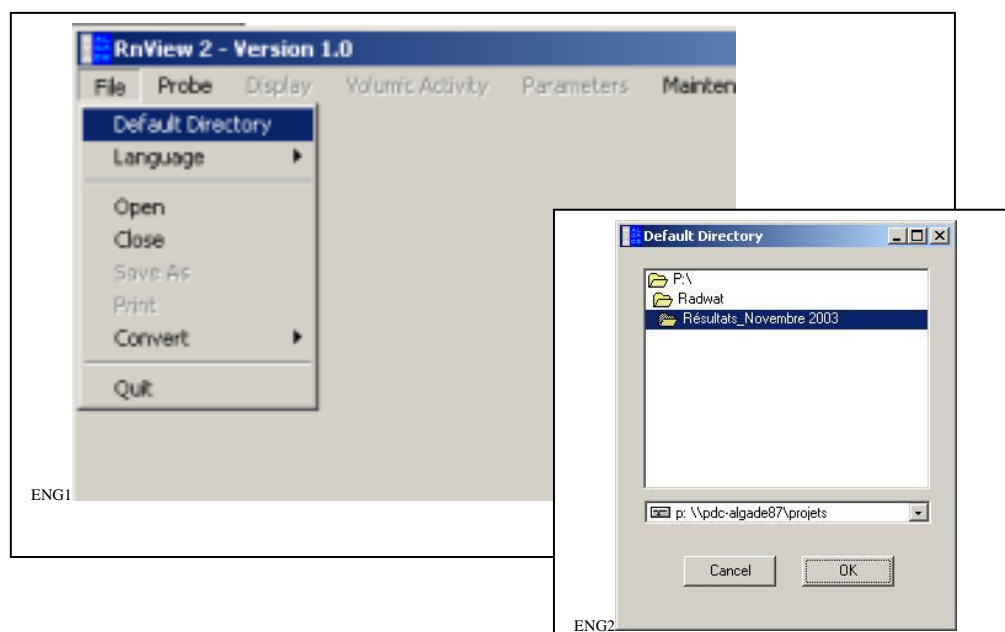 RnView 2 - Version 1.0
File Probe Display Volumic Activity Parameters Mainten
Default Directory
Language
Open
Close
Save As
Print
Convert
Quit
ENG1
Default Directory
P:\
Radwat
Résultats_Novembre 2003
p: \\pdc-algade87\projets
Cancel OK
ENG2